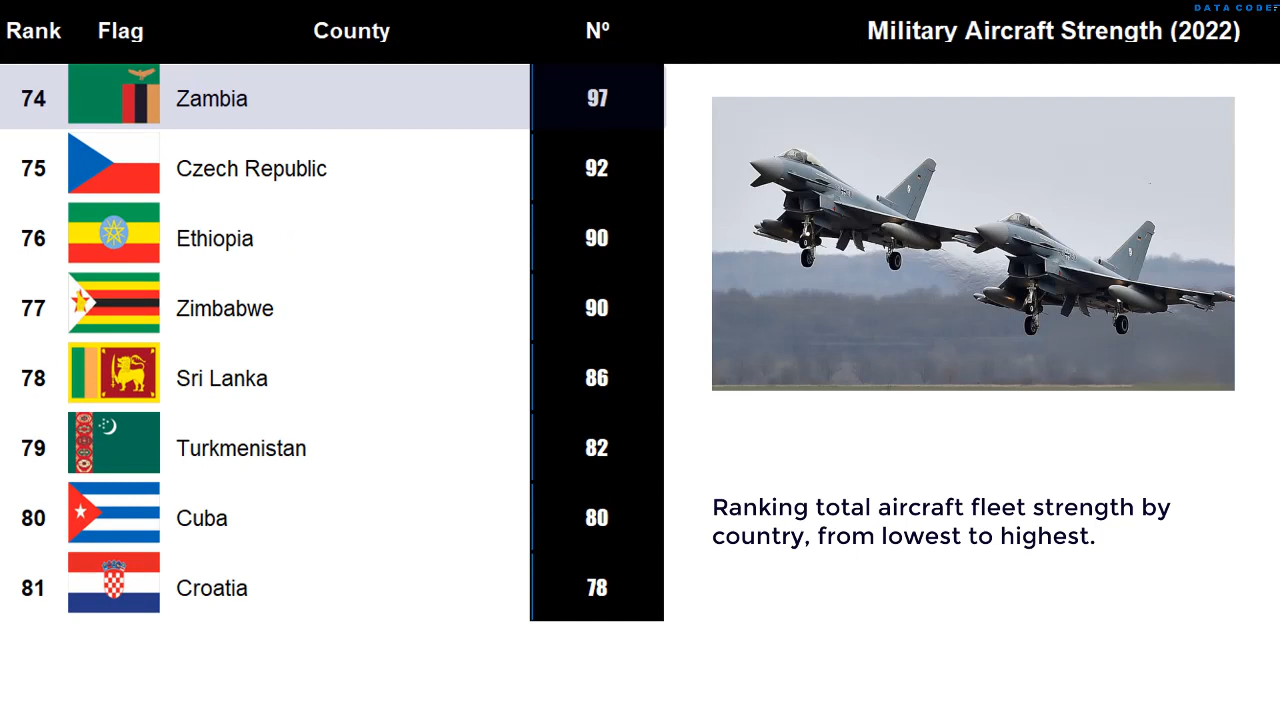 DATA CODE
Rank Flag County Nº Military Aircraft Strength (2022)
74 Zambia 97
75 Czech Republic 92
76 Ethiopia 90
77 Zimbabwe 90
78 Sri Lanka 86
79 Turkmenistan 82
80 Cuba 80
81 Croatia 78
Ranking total aircraft fleet strength by
country, from lowest to highest.